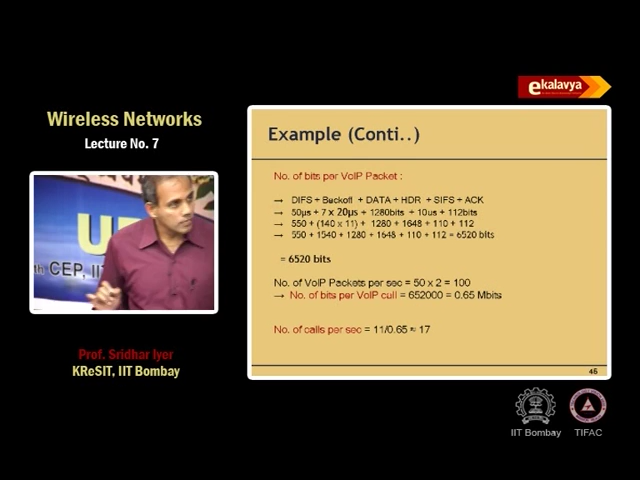 ekalavya
Wireless Networks
Lecture No. 7
Example (Conti..)
No. of bits per VoIP Packet :
→ DIFS + Backoff + DATA + HDR + SIFS + ACK
→ 50µs + 7 x 20µs + 1280bits + 10us + 112bits
→ 550 + (140 x 11) + 1280 + 1648 + 110 + 112
→ 550 + 1540 + 1280 + 1648 + 110 + 112 = 6520 bits
= 6520 bits
No. of VoIP Packets per sec = 50 x 2 = 100
→ No. of bits per VoIP cull = 652000 = 0.65 Mbits
No. of calls per sec = 11/0.65 ≈ 17
45
CEP, IIT
Prof. Sridhar Iyer
KReSIT, IIT Bombay
IIT Bombay
TIFAC